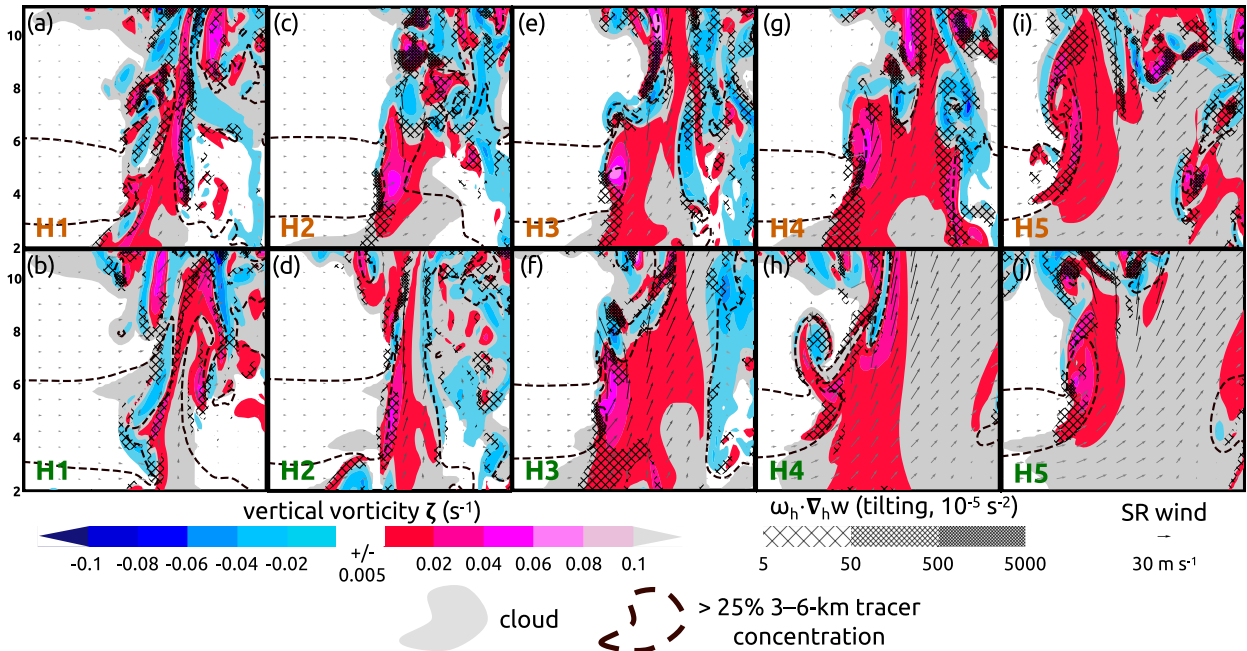 (a) (c) (e) (g) (i)
10
8
6
4
2
H1 H2 H3 H4 H5
(b) (d) (f) (h) (j)
10
8
6
4
2
H1 H2 H3 H4 H5
vertical vorticity ζ (s⁻¹)
-0.1 -0.08 -0.06 -0.04 -0.02 +/- 0.02 0.04 0.06 0.08 0.1
0.005
ωₕ·∇ₕw (tilting, 10⁻⁵ s⁻²)
5 50 500 5000
SR wind
30 m s⁻¹
cloud
> 25% 3–6-km tracer
concentration